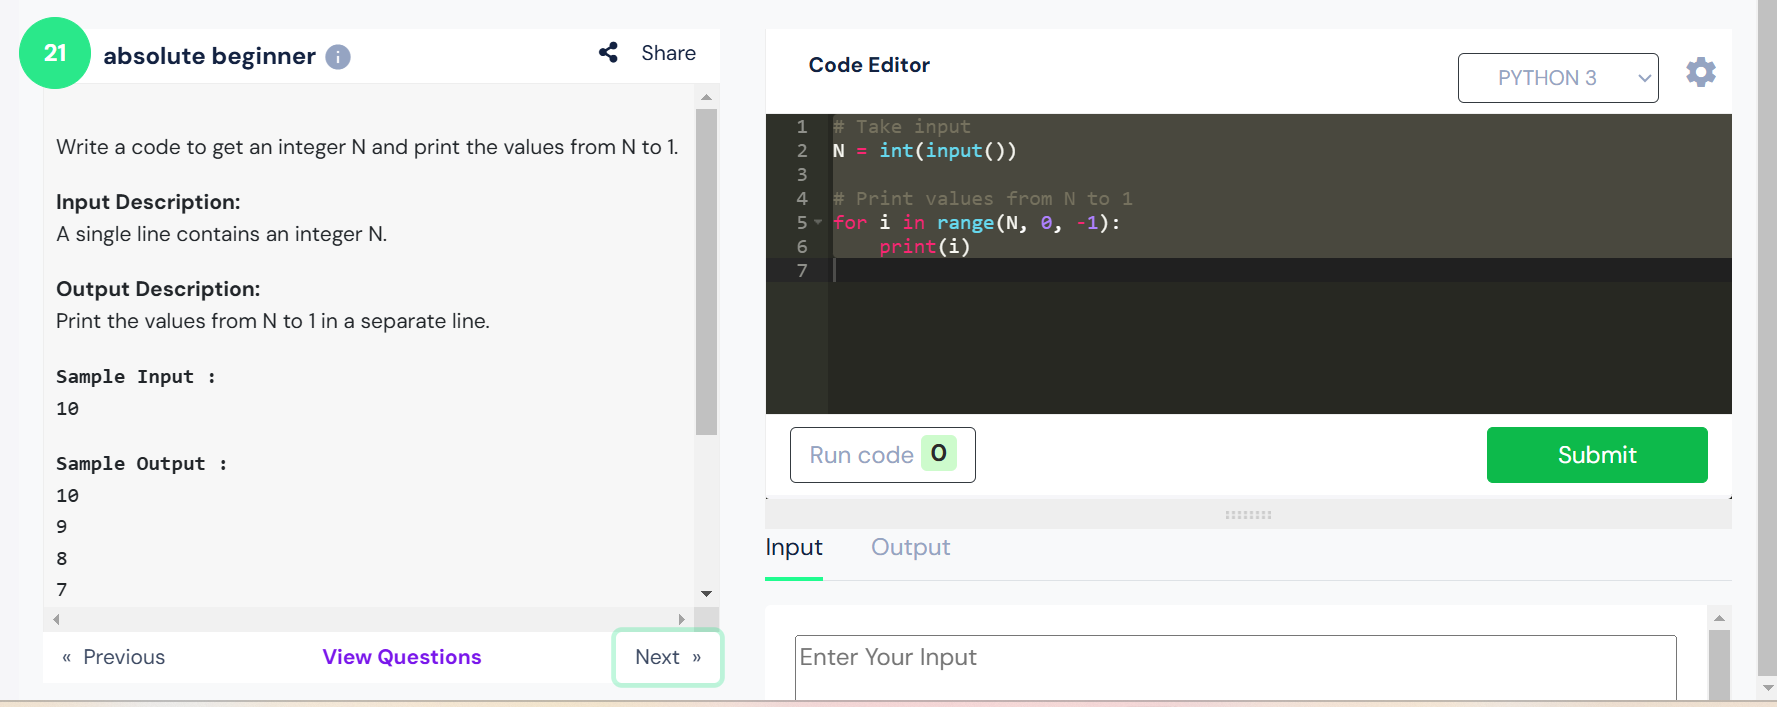 21
absolute beginner
Share
Write a code to get an integer N and print the values from N to 1.
Input Description:
A single line contains an integer N.
Output Description:
Print the values from N to 1 in a separate line.
Sample Input :
10
Sample Output :
10
9
8
7
« Previous
View Questions
Next »
Code Editor
PYTHON 3
1 # Take input
2 N = int(input())
3
4 # Print values from N to 1
5 for i in range(N, 0, -1):
6     print(i)
7
Run code 0
Submit
Input
Output
Enter Your Input